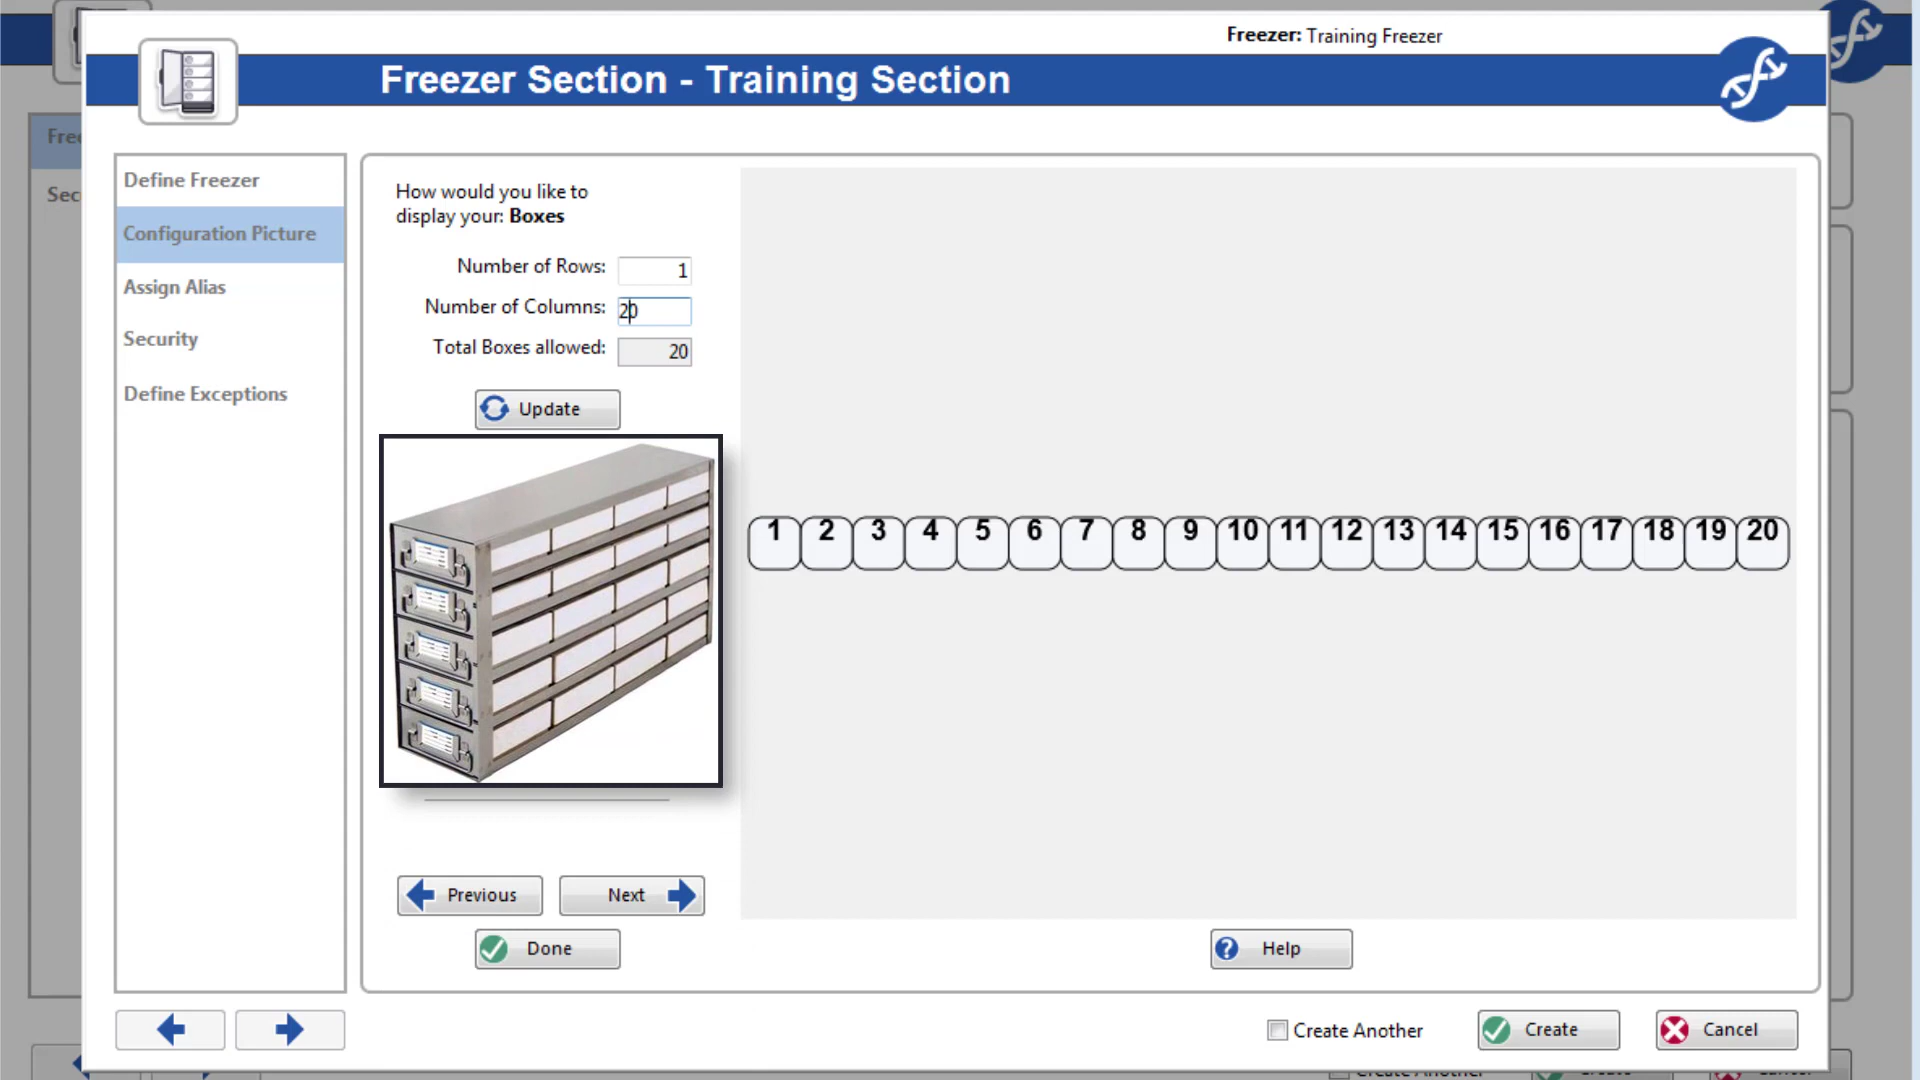 Freezer: Training Freezer
Freezer Section - Training Section
Free
Sec
Define Freezer
Configuration Picture
Assign Alias
Security
Define Exceptions
How would you like to
display your: Boxes
Number of Rows: 1
Number of Columns: 20
Total Boxes allowed: 20
Update
1 2 3 4 5 6 7 8 9 10 11 12 13 14 15 16 17 18 19 20
Previous
Next
Done
Help
Create Another
Create
Cancel